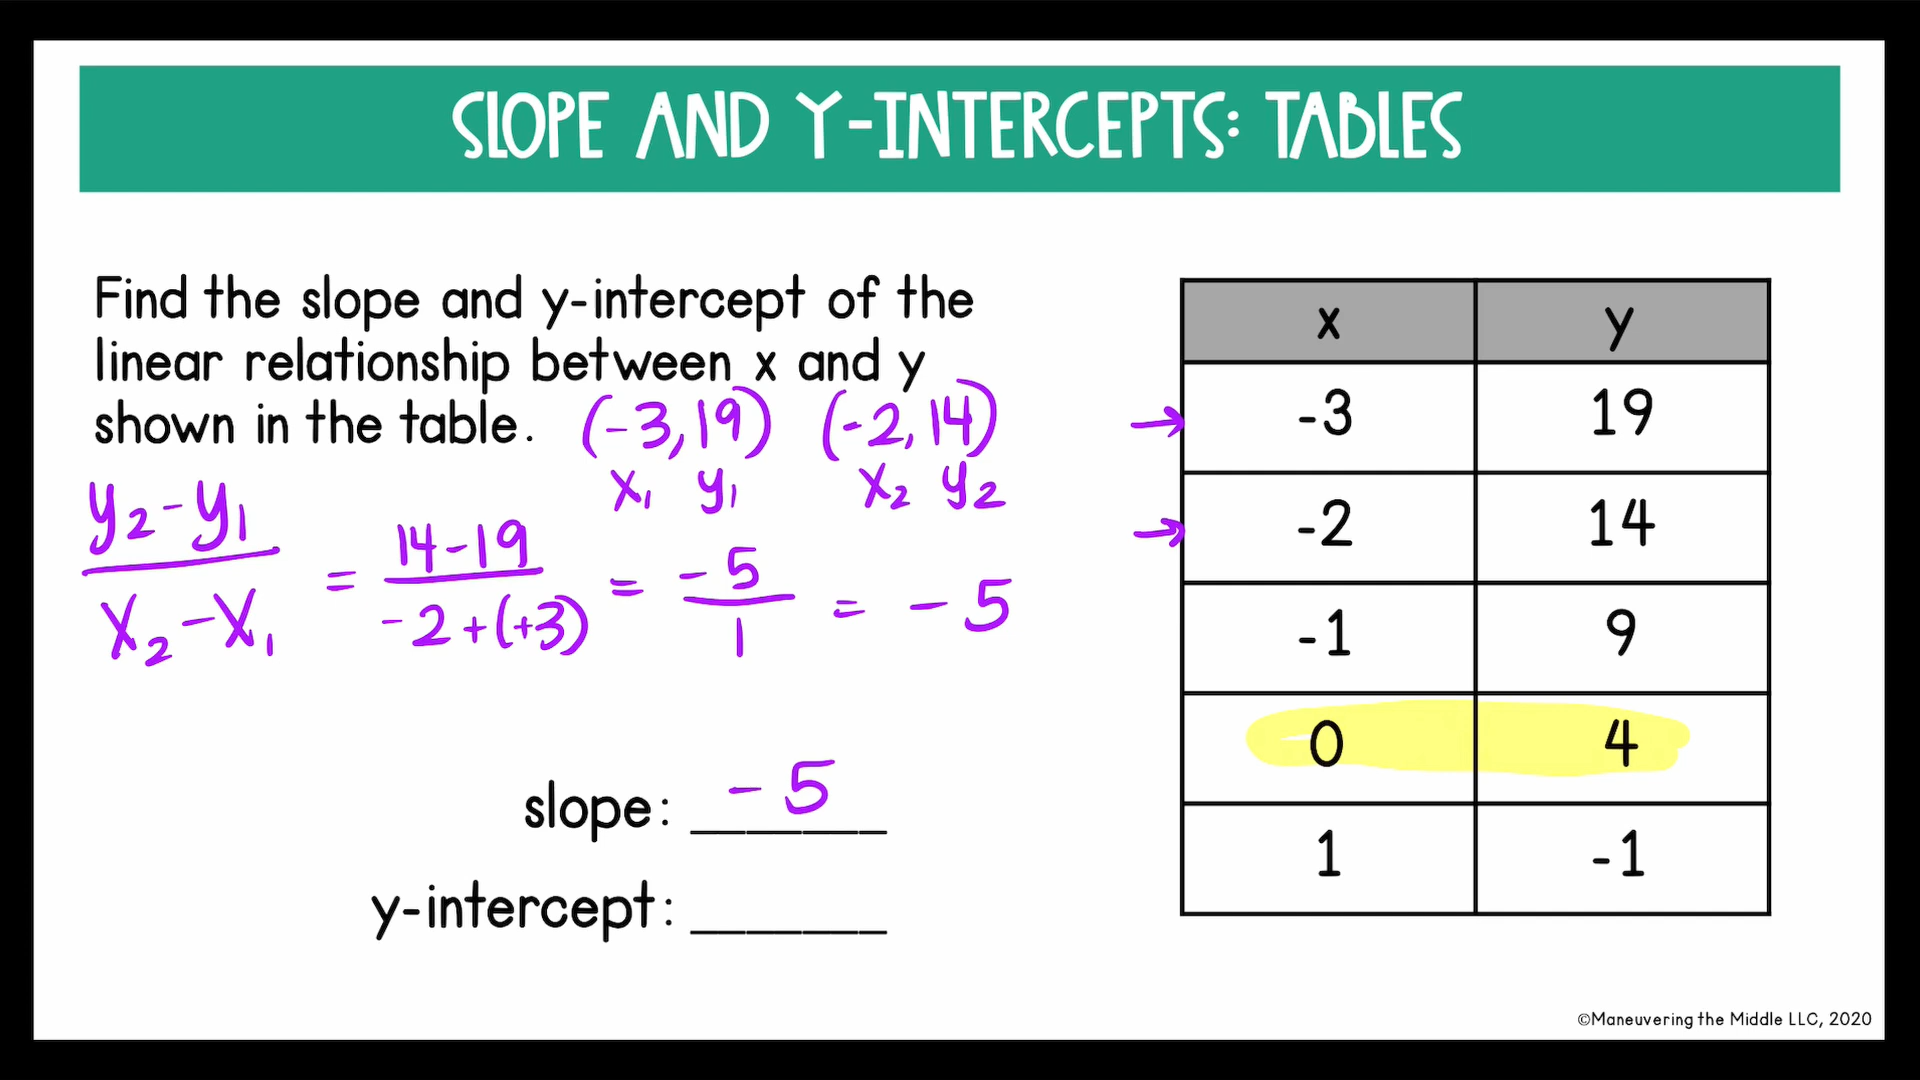 SLOPE AND Y-INTERCEPTS: TABLES
Find the slope and y-intercept of the
linear relationship between x and y
shown in the table. (-3,19) (-2,14)
x₁ y₁ x₂ y₂
y₂-y₁
x₂-x₁
=
14-19
-2+(+3)
=
-5
1
= -5
slope: -5
y-intercept: _______
x y
-3 19
-2 14
-1 9
0 4
1 -1
©Maneuvering the Middle LLC, 2020